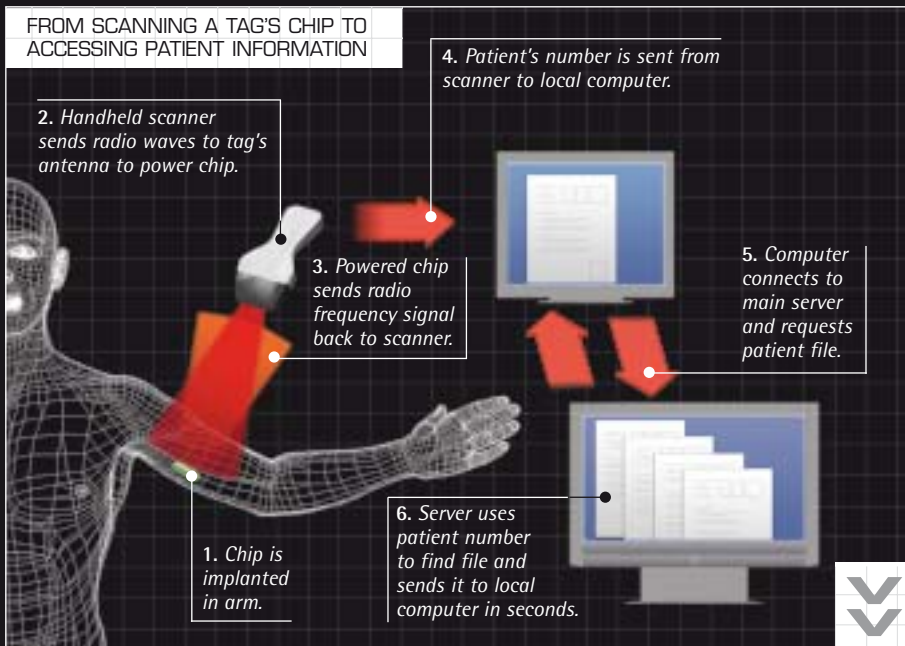 FROM SCANNING A TAG'S CHIP TO
ACCESSING PATIENT INFORMATION
1. Chip is
implanted
in arm.
2. Handheld scanner
sends radio waves to tag's
antenna to power chip.
3. Powered chip
sends radio
frequency signal
back to scanner.
4. Patient's number is sent from
scanner to local computer.
5. Computer
connects to
main server
and requests
patient file.
6. Server uses
patient number
to find file and
sends it to local
computer in seconds.